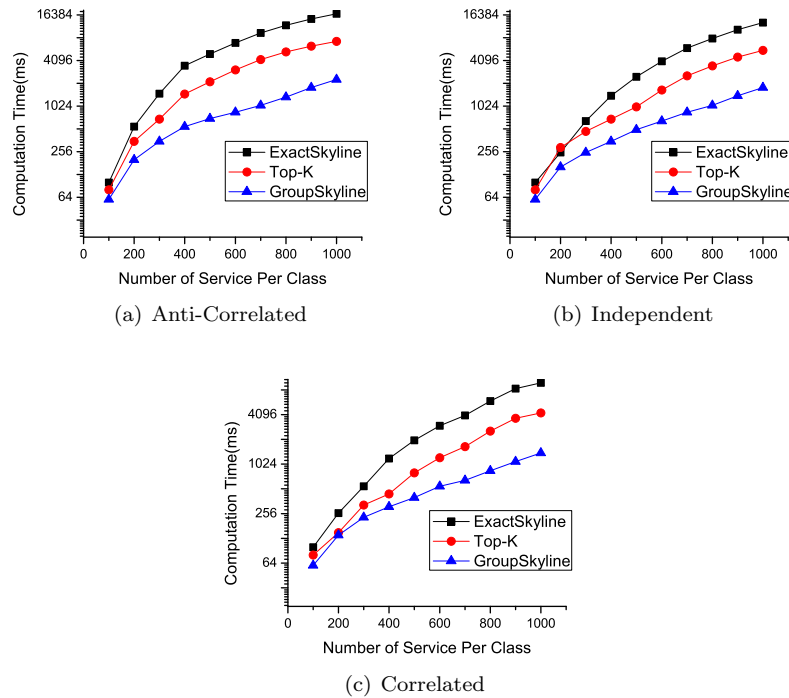 16384
4096
1024
256
64
Computation Time(ms)
ExactSkyline
Top-K
GroupSkyline
0 200 400 600 800 1000
Number of Service Per Class
(a) Anti-Correlated
16384
4096
1024
256
64
Computation Time(ms)
ExactSkyline
Top-K
GroupSkyline
0 200 400 600 800 1000
Number of Service Per Class
(b) Independent
4096
1024
256
64
Computation Time(ms)
ExactSkyline
Top-K
GroupSkyline
0 200 400 600 800 1000
Number of Service Per Class
(c) Correlated